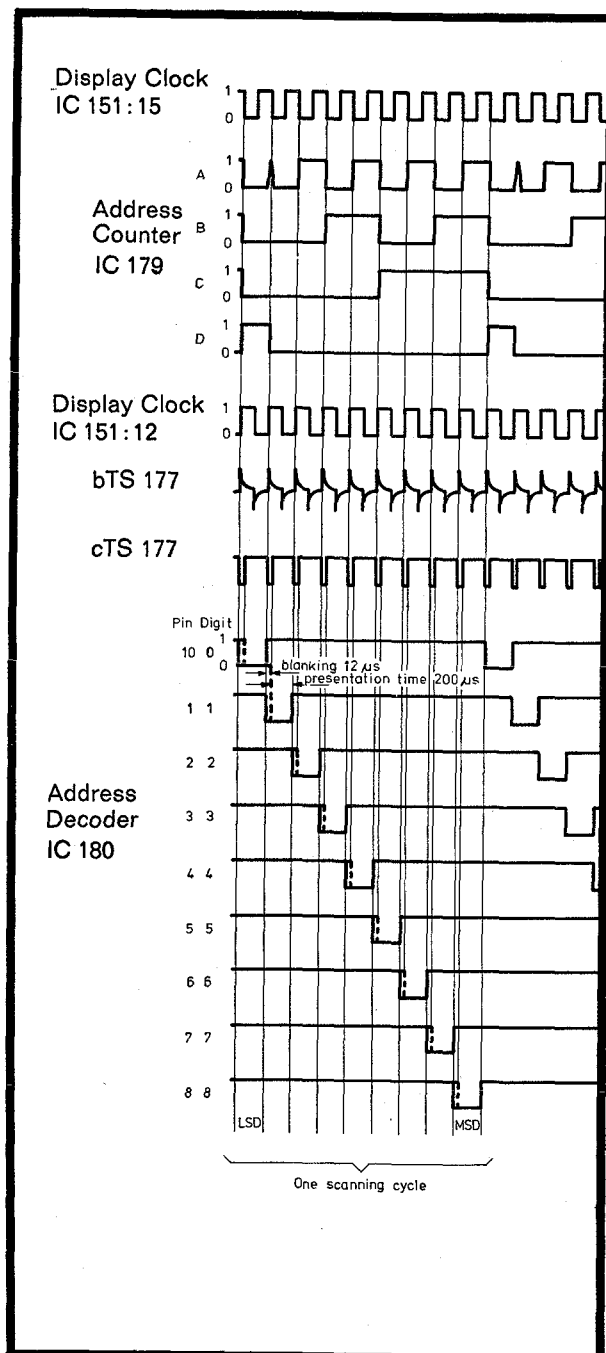 Display Clock
IC 151:15
1
0
A
1
0
Address
Counter
IC 179
B
1
0
C
1
0
D
1
0
Display Clock
IC 151:12
1
0
bTS 177
cTS 177
Pin Digit
10 0
1
0
blanking 12 µs
presentation time 200 µs
1 1
2 2
Address
Decoder
IC 180
3 3
4 4
5 5
6 6
7 7
8 8
LSD
MSD
One scanning cycle